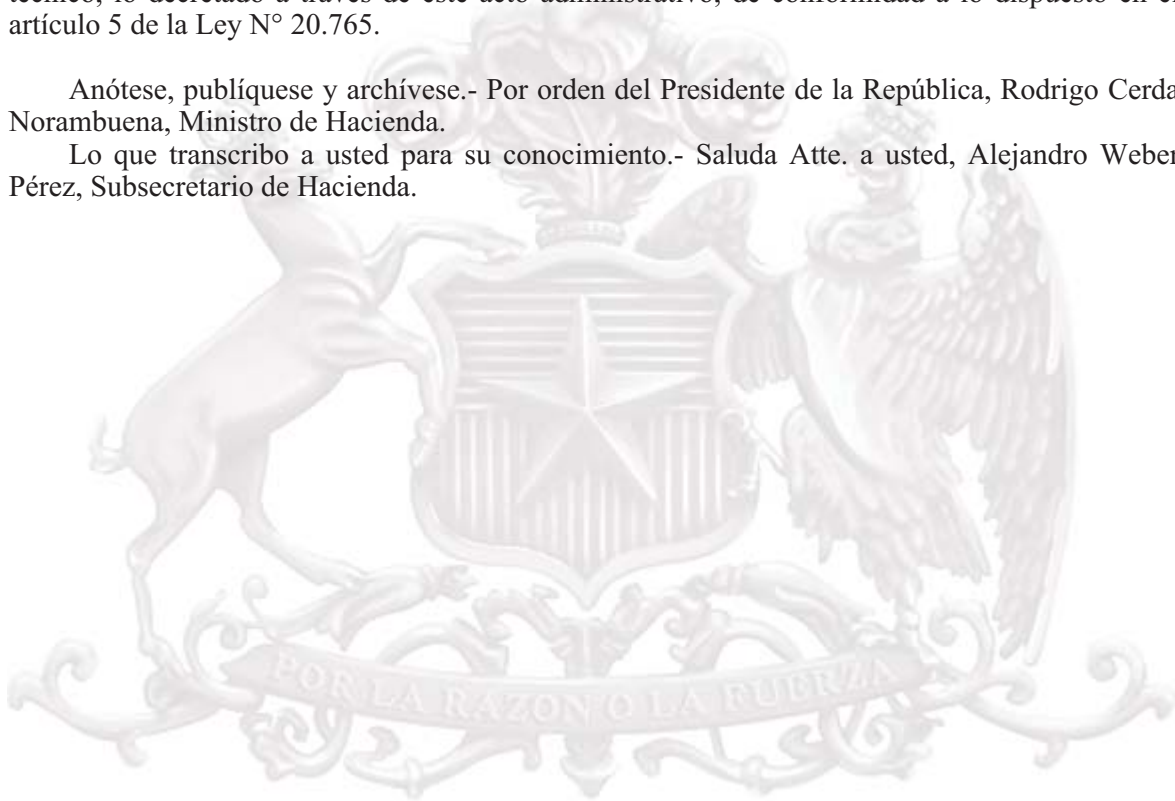 técnico, lo decretado a través de este acto administrativo, de conformidad a lo dispuesto en el
artículo 5 de la Ley N° 20.765.
Anótese, publíquese y archívese.- Por orden del Presidente de la República, Rodrigo Cerda
Norambuena, Ministro de Hacienda.
Lo que transcribo a usted para su conocimiento.- Saluda Atte. a usted, Alejandro Weber
Pérez, Subsecretario de Hacienda.
POR LA RAZON O LA FUERZA